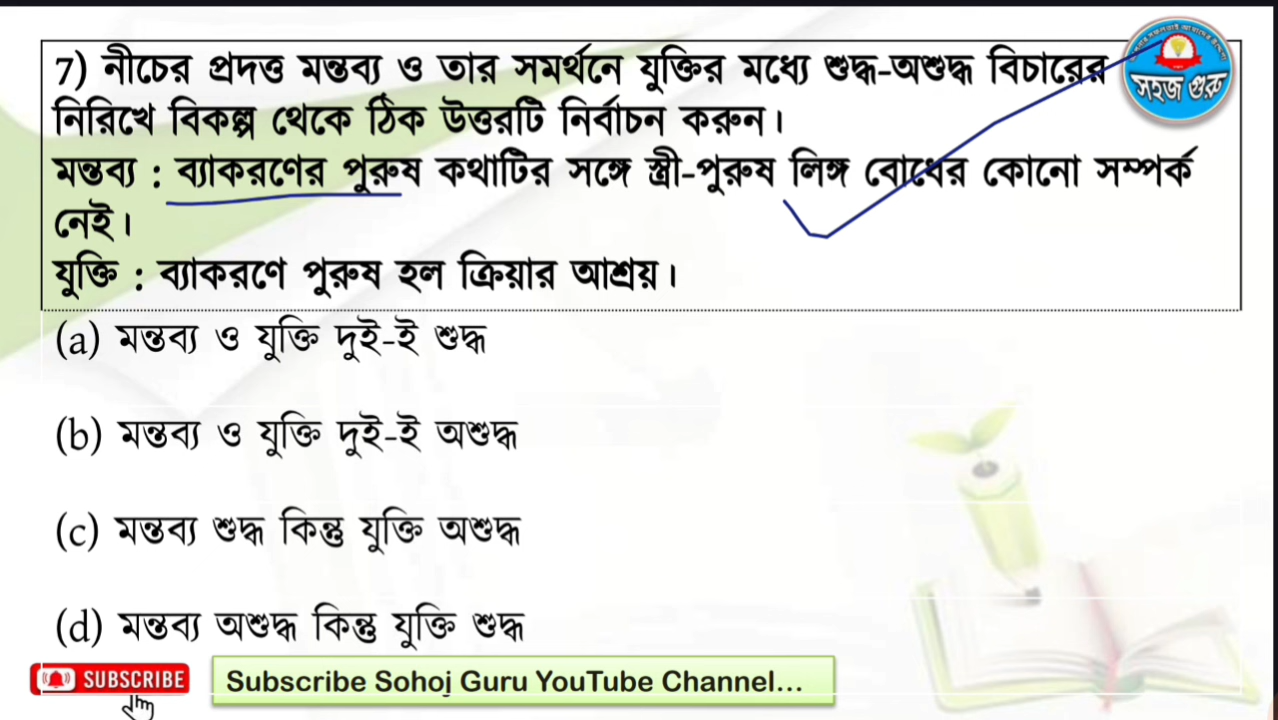 7) নীচের প্রদত্ত মন্তব্য ও তার সমর্থনে যুক্তির মধ্যে শুদ্ধ-অশুদ্ধ বিচারের
নিরিখে বিকল্প থেকে ঠিক উত্তরটি নির্বাচন করুন।
মন্তব্য : ব্যাকরণের পুরুষ কথাটির সঙ্গে স্ত্রী-পুরুষ লিঙ্গ বোধের কোনো সম্পর্ক
নেই।
যুক্তি : ব্যাকরণে পুরুষ হল ক্রিয়ার আশ্রয়।
(a) মন্তব্য ও যুক্তি দুই-ই শুদ্ধ
(b) মন্তব্য ও যুক্তি দুই-ই অশুদ্ধ
(c) মন্তব্য শুদ্ধ কিন্তু যুক্তি অশুদ্ধ
(d) মন্তব্য অশুদ্ধ কিন্তু যুক্তি শুদ্ধ
সহজ গুরু
SUBSCRIBE
Subscribe Sohoj Guru YouTube Channel...